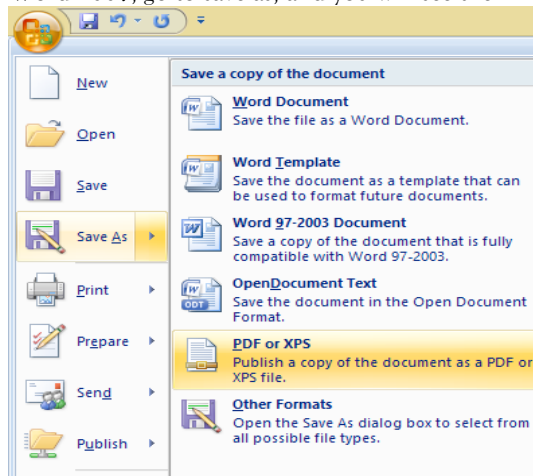 New
Open
Save
Save As
Print
Prepare
Send
Publish
Save a copy of the document
Word Document
Save the file as a Word Document.
Word Template
Save the document as a template that can
be used to format future documents.
Word 97-2003 Document
Save a copy of the document that is fully
compatible with Word 97-2003.
OpenDocument Text
Save the document in the Open Document
Format.
ODT
PDF or XPS
Publish a copy of the document as a PDF or
XPS file.
Other Formats
Open the Save As dialog box to select from
all possible file types.